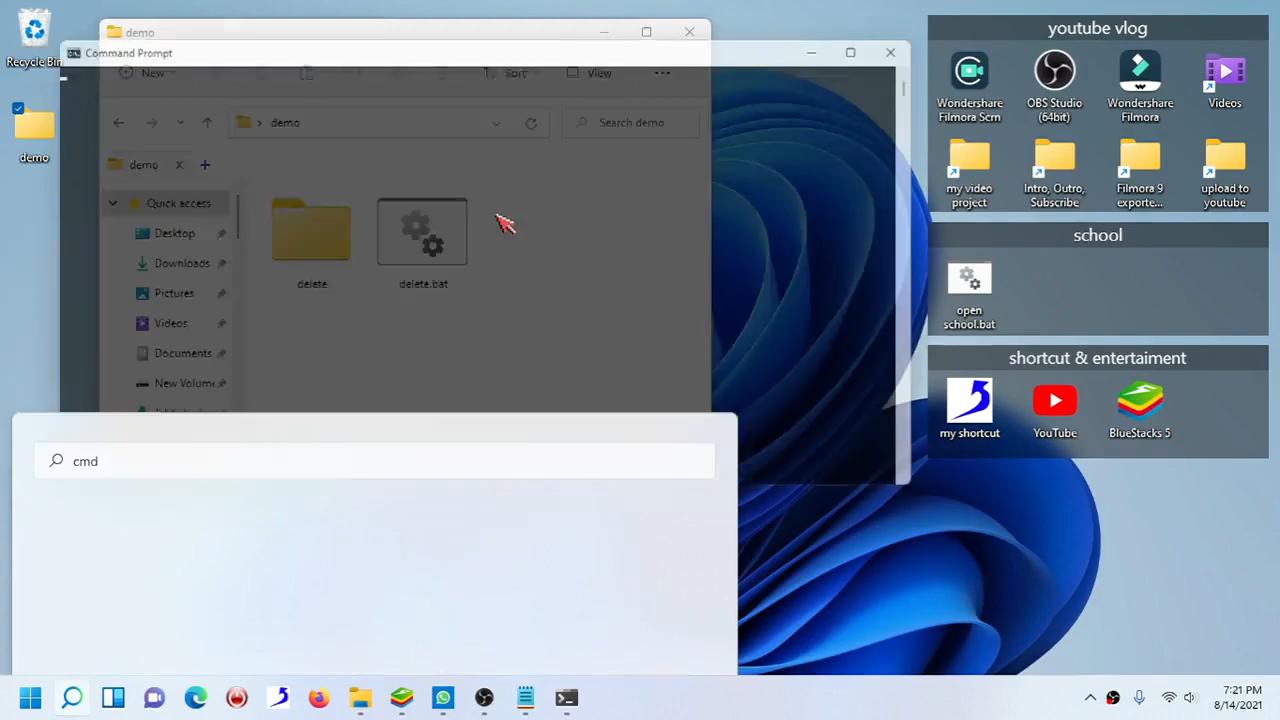 demo
Command Prompt
New
Sort
View
demo
Search demo
demo
Quick access
Desktop
Downloads
Pictures
Videos
Documents
New Volume
delete
delete.bat
cmd
Recycle Bin
demo
youtube vlog
Wondershare
Filmora Scrn
OBS Studio
(64bit)
Wondershare
Filmora
Videos
my video
project
Intro, Outro,
Subscribe
Filmora 9
exporte...
upload to
youtube
school
open
school.bat
shortcut & entertaiment
my shortcut
YouTube
BlueStacks 5
7:21 PM
8/14/2021